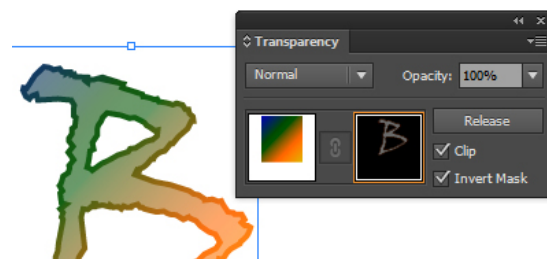 Transparency
Normal
Opacity: 100%
Release
Clip
Invert Mask
B
B